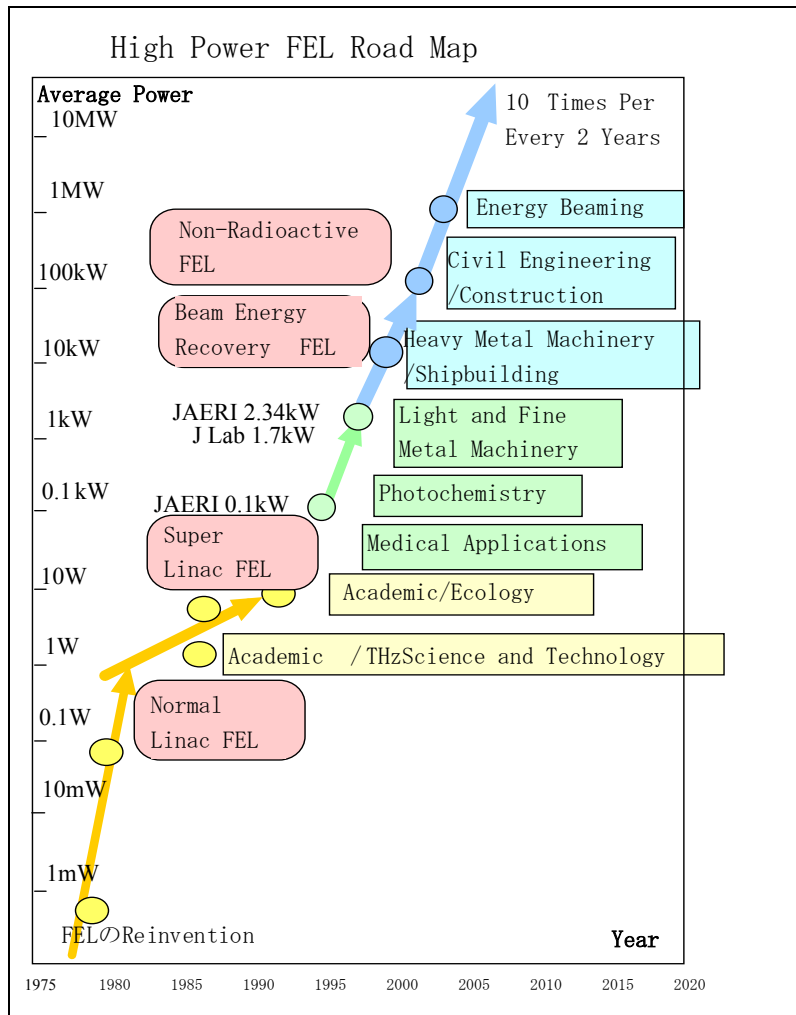 High Power FEL Road Map
Average Power
10 Times Per
Every 2 Years
10MW
1MW
Energy Beaming
Non-Radioactive
FEL
Civil Engineering
/Construction
100kW
Beam Energy
Recovery FEL
10kW
Heavy Metal Machinery
/Shipbuilding
JAERI 2.34kW
J Lab 1.7kW
1kW
Light and Fine
Metal Machinery
0.1kW
JAERI 0.1kW
Photochemistry
Super
Linac FEL
Medical Applications
10W
Academic/Ecology
1W
Academic /THzScience and Technology
Normal
Linac FEL
0.1W
10mW
1mW
FELのReinvention
Year
1975 1980 1985 1990 1995 2000 2005 2010 2015 2020